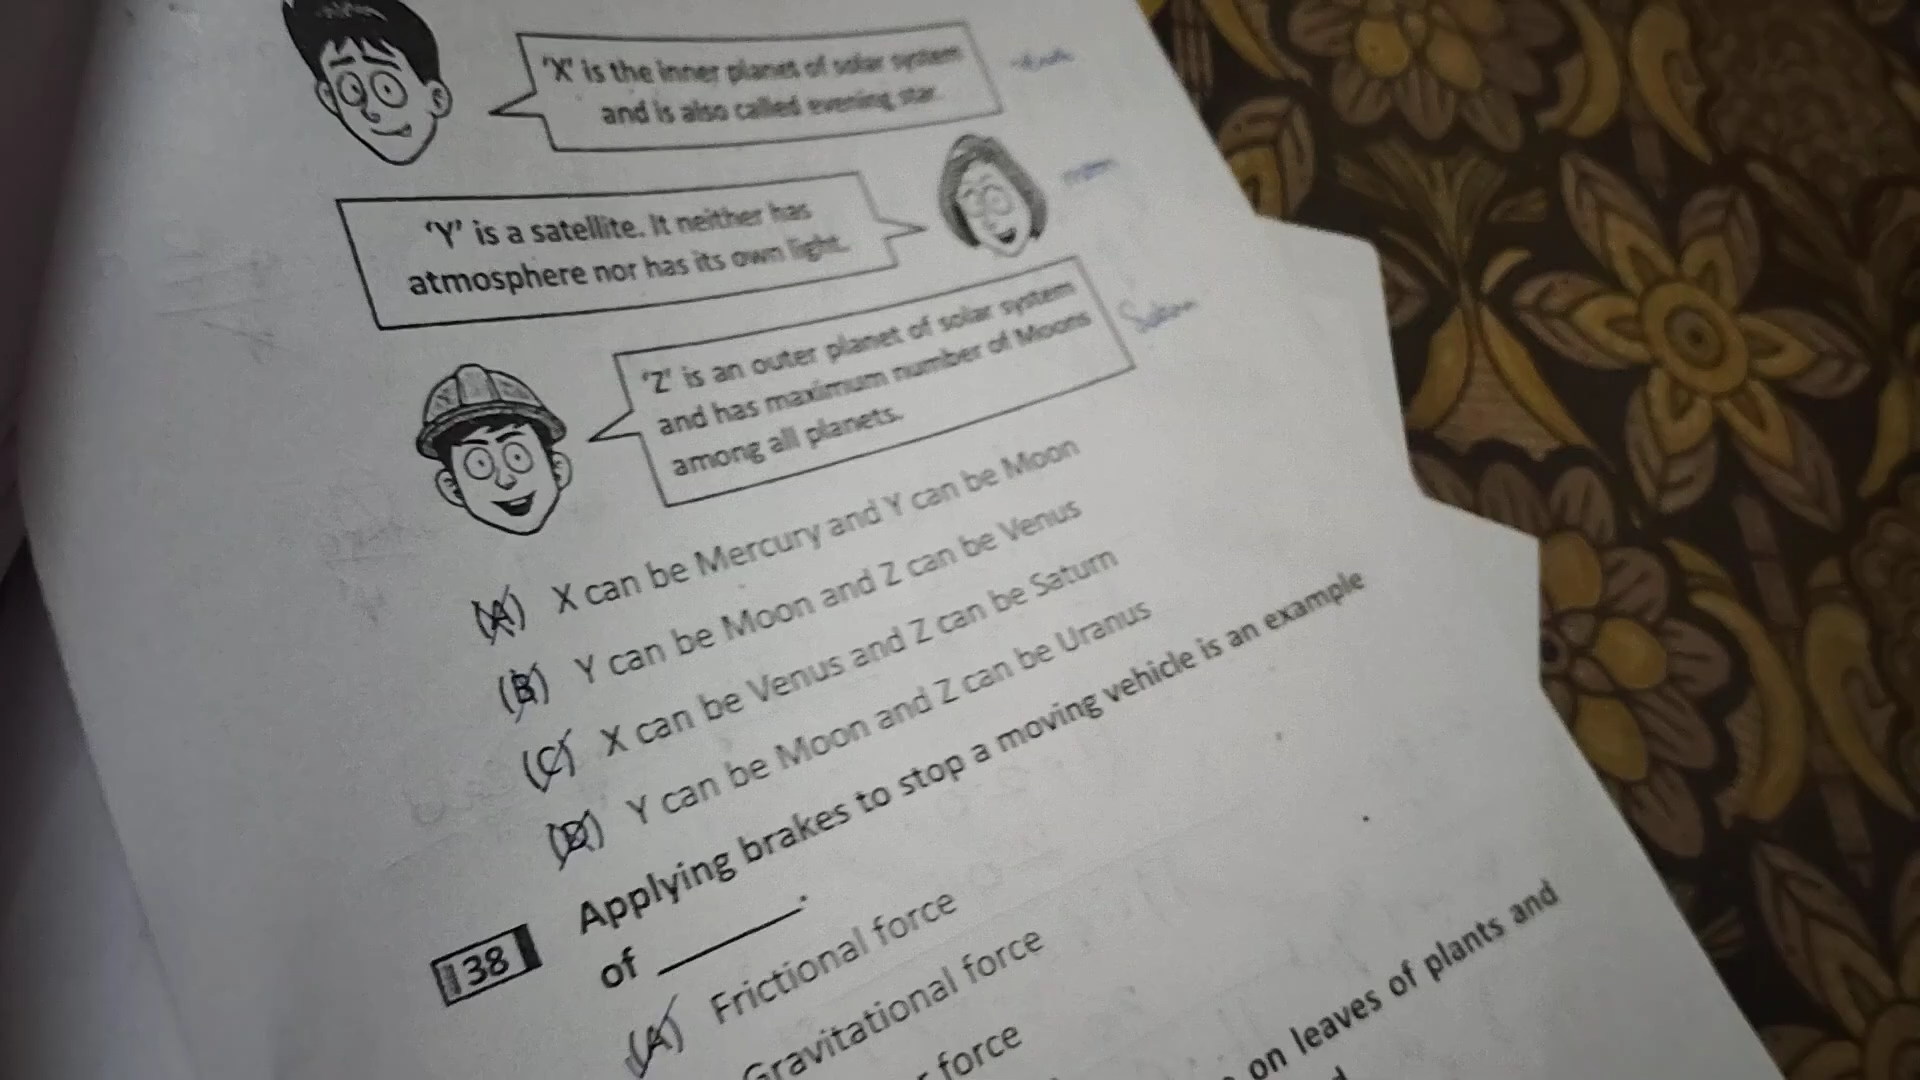 'X' is the inner planet of solar system
and is also called evening star.
'Y' is a satellite. It neither has
atmosphere nor has its own light.
'Z' is an outer planet of solar system
and has maximum number of Moons
among all planets.
Saturn
(A) X can be Mercury and Y can be Moon
(B) Y can be Moon and Z can be Venus
(C) X can be Venus and Z can be Saturn
(D) Y can be Moon and Z can be Uranus
38 Applying brakes to stop a moving vehicle is an example
of ______.
(A) Frictional force
Gravitational force
force
on leaves of plants and